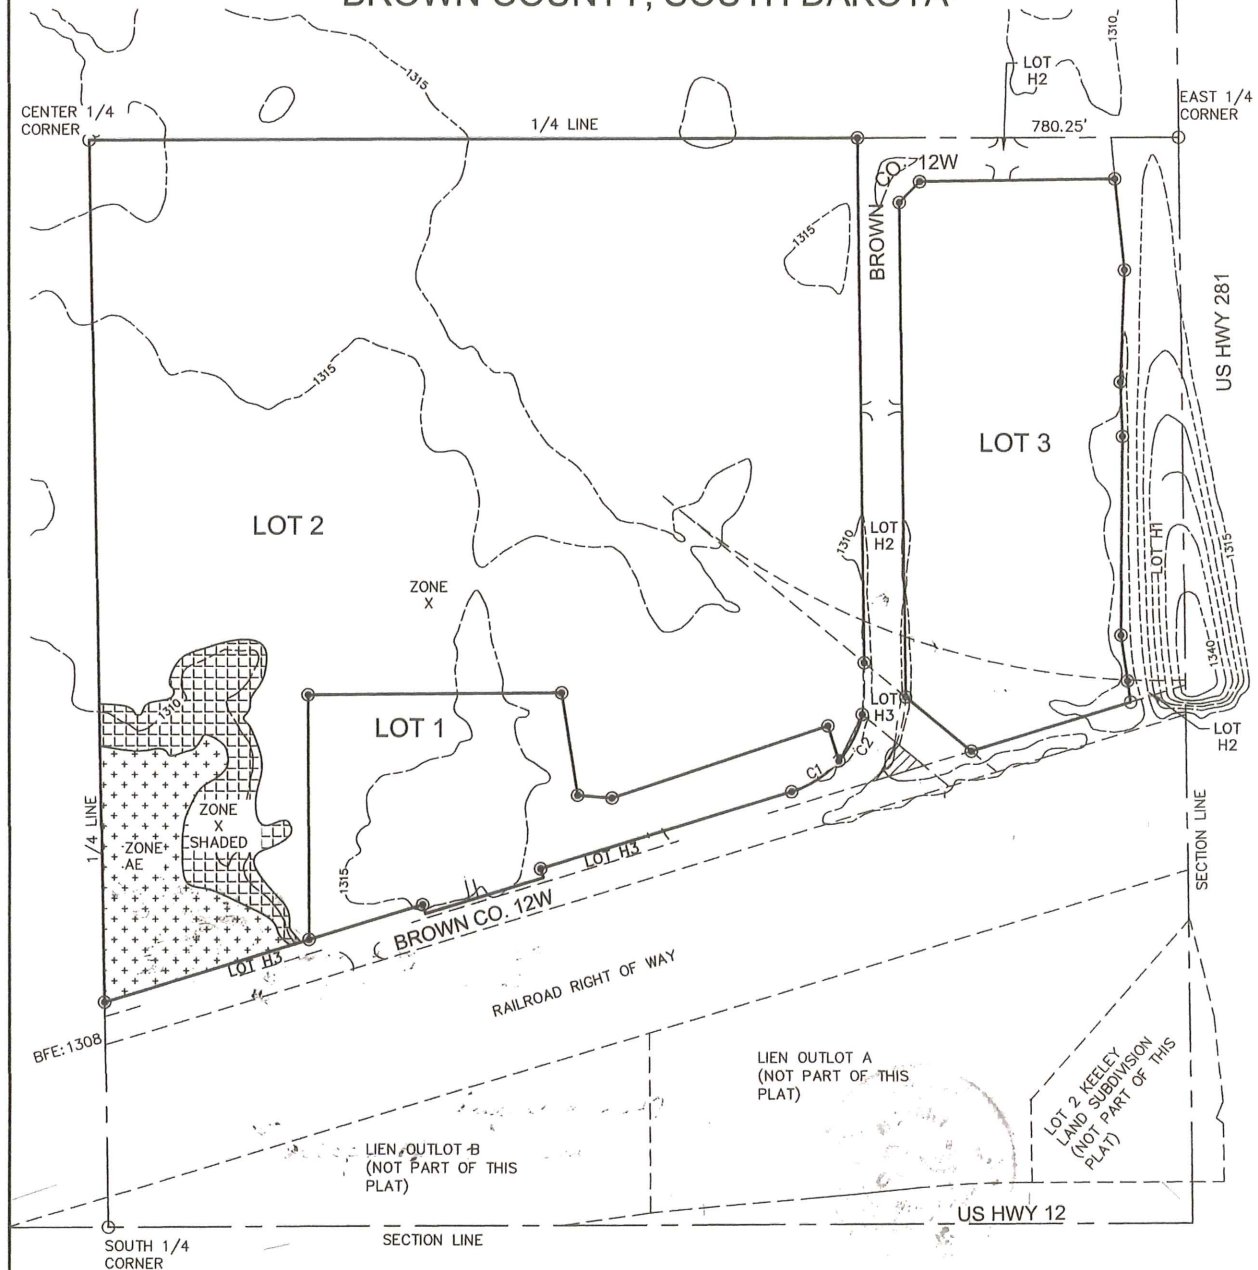 BROWN COUNTY, SOUTH DAKOTA
1310
LOT
H2
1315
CENTER 1/4
CORNER
1/4 LINE
780.25'
EAST 1/4
CORNER
CO. 12W
BROWN
1315
US HWY 281
1315
LOT 3
LOT 2
1310
LOT
H2
LOT H1
1315
ZONE
X
1310
LOT 1
LOT
H3
1340
LOT
H2
C1
C2
1/4 LINE
ZONE
X
SHADED
ZONE
AE
1315
LOT H3
SECTION LINE
BROWN CO. 12W
LOT H3
RAILROAD RIGHT OF WAY
BFE:1308
LIEN OUTLOT A
(NOT PART OF THIS
PLAT)
LOT 2 KEELEY
LAND SUBDIVISION
(NOT PART OF THIS
PLAT)
LIEN OUTLOT B
(NOT PART OF THIS
PLAT)
US HWY 12
SECTION LINE
SOUTH 1/4
CORNER